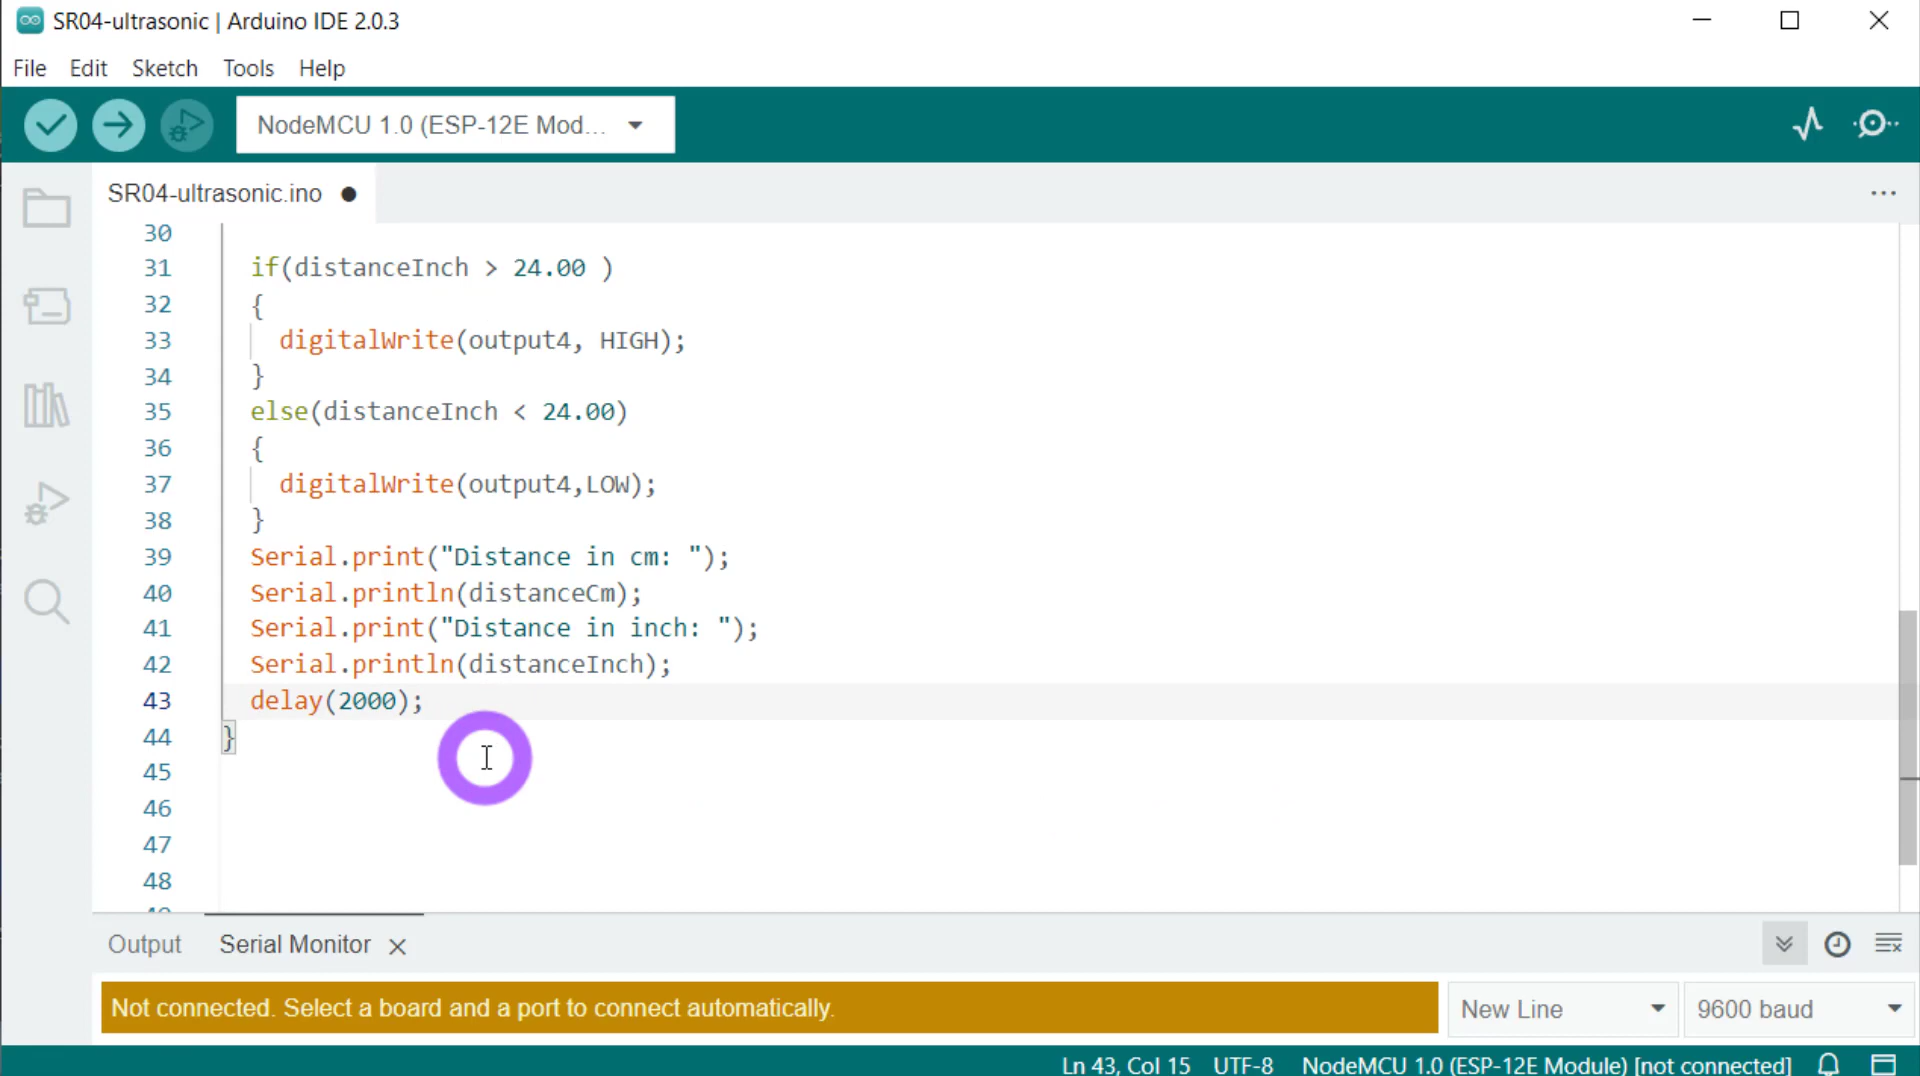 SR04-ultrasonic | Arduino IDE 2.0.3
File Edit Sketch Tools Help
NodeMCU 1.0 (ESP-12E Mod...
SR04-ultrasonic.ino
30
31 if(distanceInch > 24.00 )
32 {
33 digitalWrite(output4, HIGH);
34 }
35 else(distanceInch < 24.00)
36 {
37 digitalWrite(output4,LOW);
38 }
39 Serial.print("Distance in cm: ");
40 Serial.println(distanceCm);
41 Serial.print("Distance in inch: ");
42 Serial.println(distanceInch);
43 delay(2000);
44 }
45
46
47
48
Output Serial Monitor
Not connected. Select a board and a port to connect automatically. New Line 9600 baud
Ln 43, Col 15 UTF-8 NodeMCU 1.0 (ESP-12E Module) [not connected]